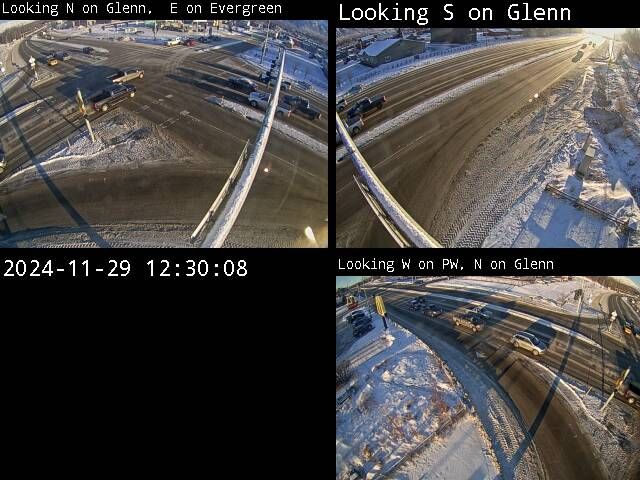 Looking N on Glenn,  E on Evergreen
Looking S on Glenn
2024-11-29 12:30:08
Looking W on PW, N on Glenn